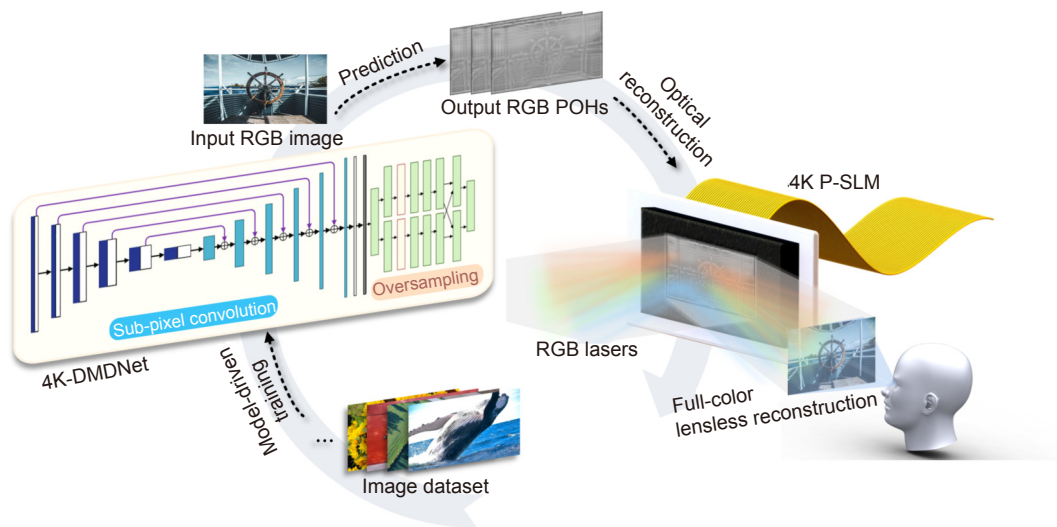 Input RGB image
Prediction
Output RGB POHs
Optical
reconstruction
4K P-SLM
Oversampling
Sub-pixel convolution
4K-DMDNet
Model-driven
training
...
Image dataset
RGB lasers
Full-color
lensless reconstruction